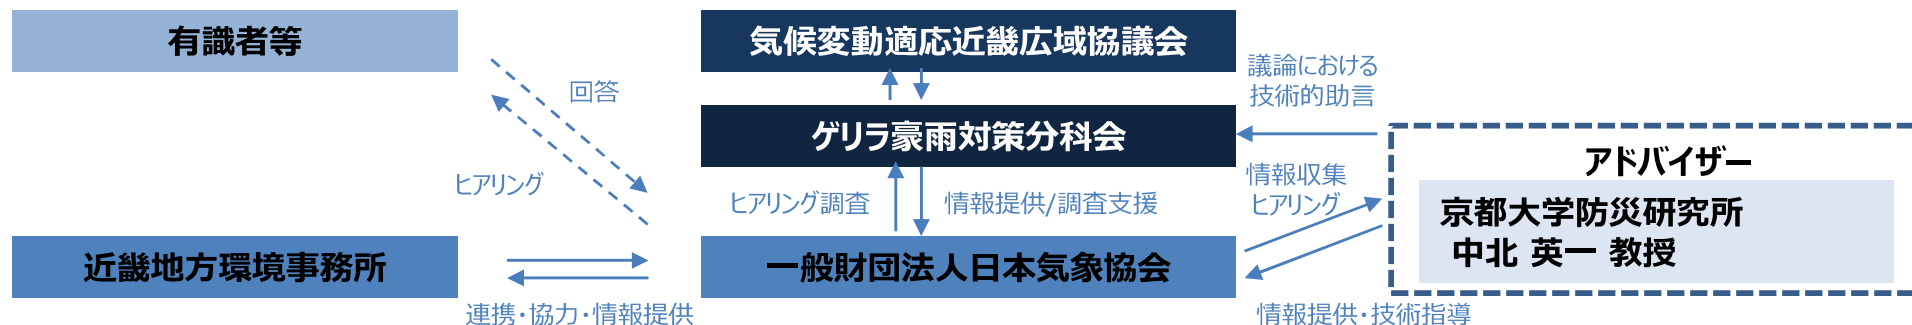 有識者等
気候変動適応近畿広域協議会
回答
議論における
技術的助言
ゲリラ豪雨対策分科会
アドバイザー
ヒアリング
ヒアリング調査
情報提供/調査支援
情報収集
ヒアリング
京都大学防災研究所
中北 英一 教授
近畿地方環境事務所
一般財団法人日本気象協会
連携・協力・情報提供
情報提供・技術指導